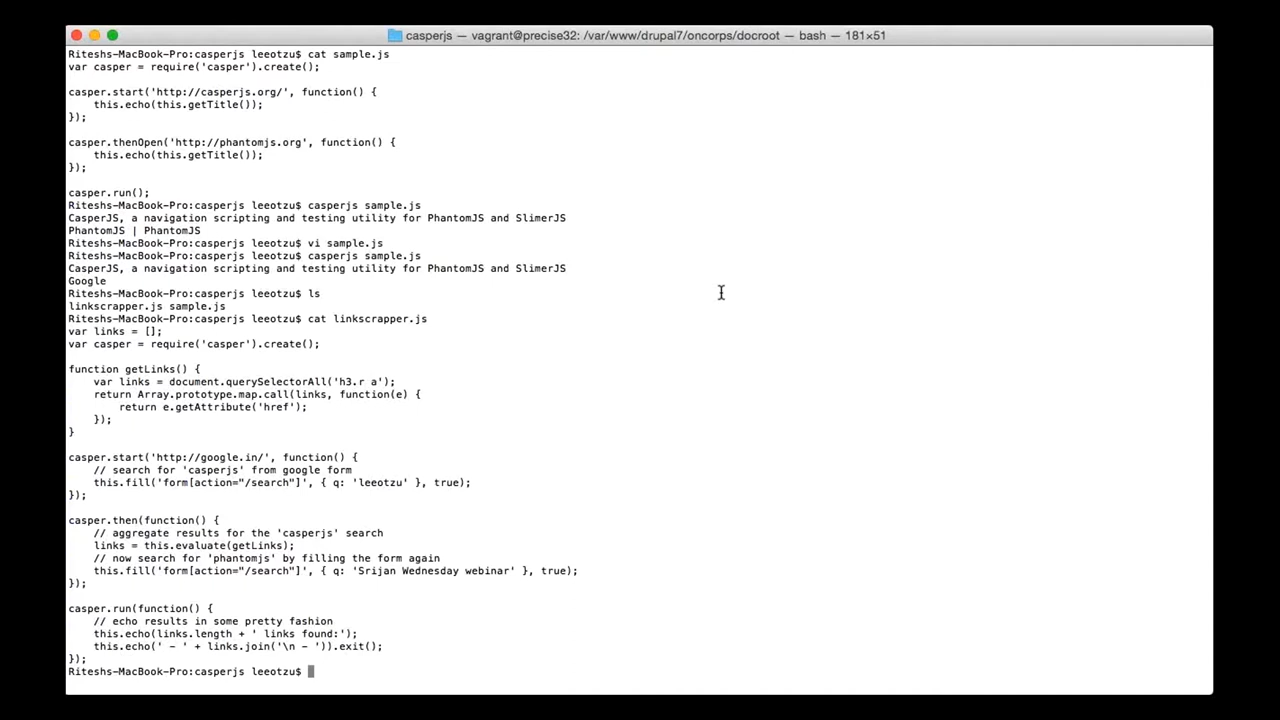 casperjs — vagrant@precise32: /var/www/drupal7/oncorps/docroot — bash — 181×51
Riteshs-MacBook-Pro:casperjs leeotzu$ cat sample.js
var casper = require('casper').create();
casper.start('http://casperjs.org/', function() {
    this.echo(this.getTitle());
});
casper.thenOpen('http://phantomjs.org', function() {
    this.echo(this.getTitle());
});
casper.run();
Riteshs-MacBook-Pro:casperjs leeotzu$ casperjs sample.js
CasperJS, a navigation scripting and testing utility for PhantomJS and SlimerJS
PhantomJS | PhantomJS
Riteshs-MacBook-Pro:casperjs leeotzu$ vi sample.js
Riteshs-MacBook-Pro:casperjs leeotzu$ casperjs sample.js
CasperJS, a navigation scripting and testing utility for PhantomJS and SlimerJS
Google
Riteshs-MacBook-Pro:casperjs leeotzu$ ls
linkscrapper.js sample.js
Riteshs-MacBook-Pro:casperjs leeotzu$ cat linkscrapper.js
var links = [];
var casper = require('casper').create();
function getLinks() {
    var links = document.querySelectorAll('h3.r a');
    return Array.prototype.map.call(links, function(e) {
        return e.getAttribute('href');
    });
}
casper.start('http://google.in/', function() {
    // search for 'casperjs' from google form
    this.fill('form[action="/search"]', { q: 'leeotzu' }, true);
});
casper.then(function() {
    // aggregate results for the 'casperjs' search
    links = this.evaluate(getLinks);
    // now search for 'phantomjs' by filling the form again
    this.fill('form[action="/search"]', { q: 'Srijan Wednesday webinar' }, true);
});
casper.run(function() {
    // echo results in some pretty fashion
    this.echo(links.length + ' links found:');
    this.echo(' - ' + links.join('\n - ')).exit();
});
Riteshs-MacBook-Pro:casperjs leeotzu$